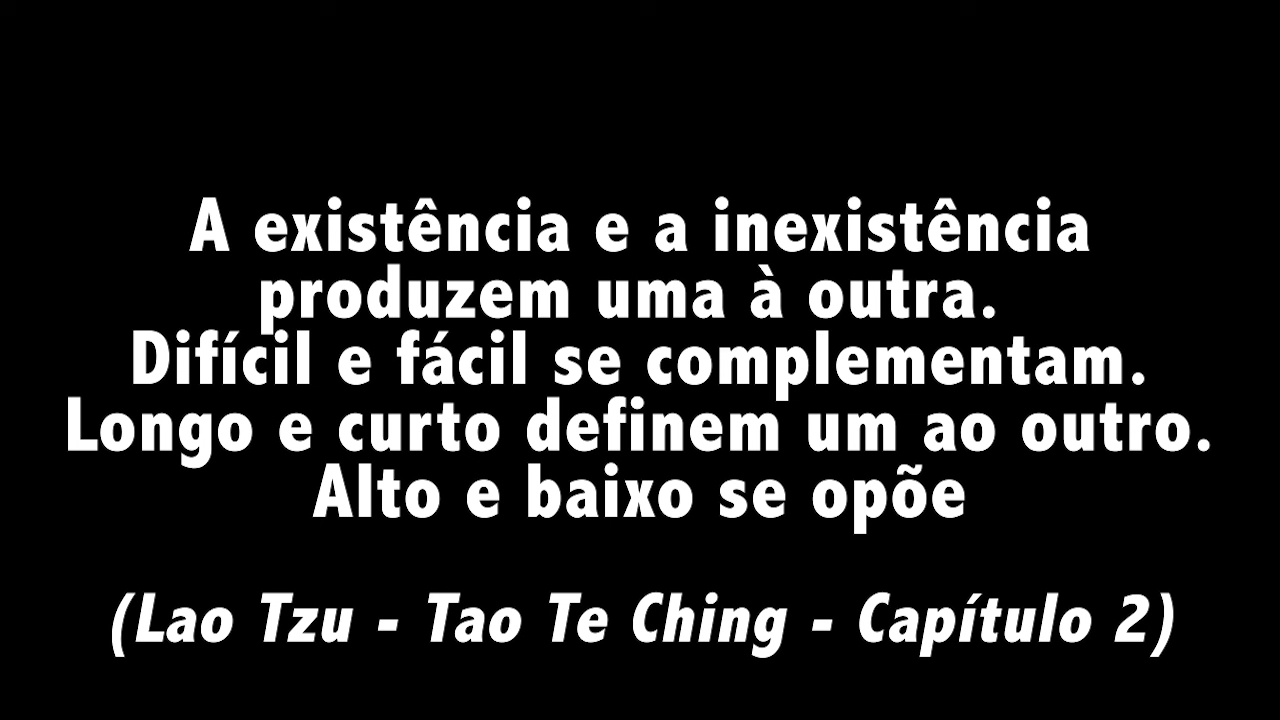 A existência e a inexistência
produzem uma à outra.
Difícil e fácil se complementam.
Longo e curto definem um ao outro.
Alto e baixo se opõe
(Lao Tzu - Tao Te Ching - Capítulo 2)